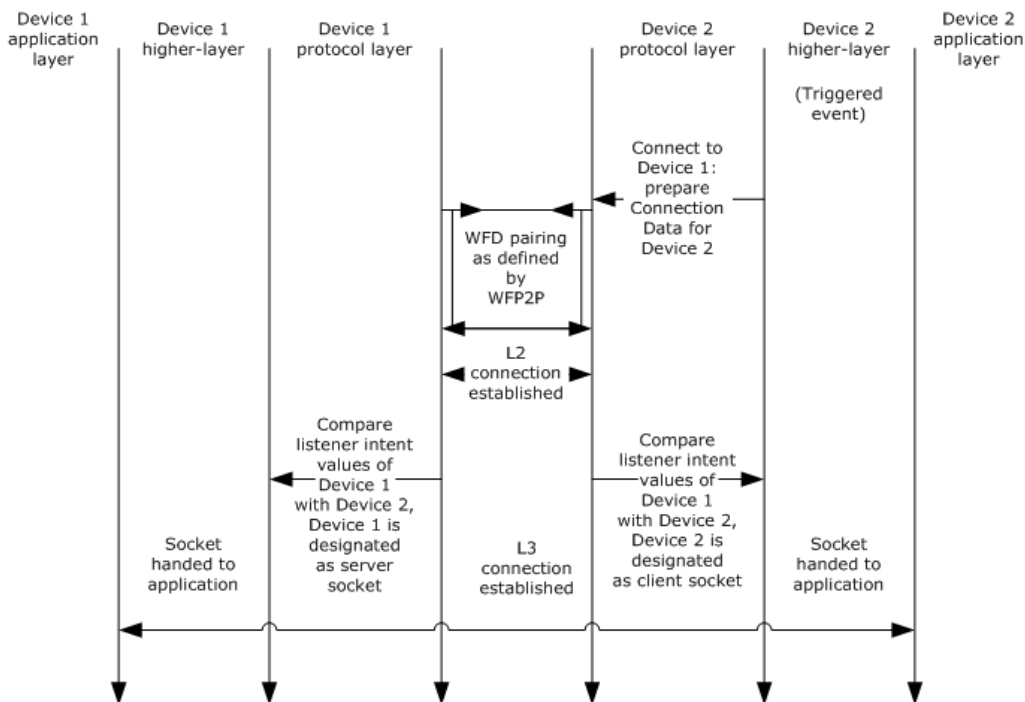 Device 1
application
layer
Device 1
higher-layer
Device 1
protocol layer
Device 2
protocol layer
Device 2
higher-layer
Device 2
application
layer
(Triggered
event)
Connect to
Device 1:
prepare
Connection
Data for
Device 2
WFD pairing
as defined
by
WFP2P
L2
connection
established
Compare
listener intent
values of
Device 1
with Device 2,
Device 1 is
designated
as server
socket
Compare
listener intent
values of
Device 1
with Device 2,
Device 2 is
designated
as client socket
Socket
handed to
application
L3
connection
established
Socket
handed to
application